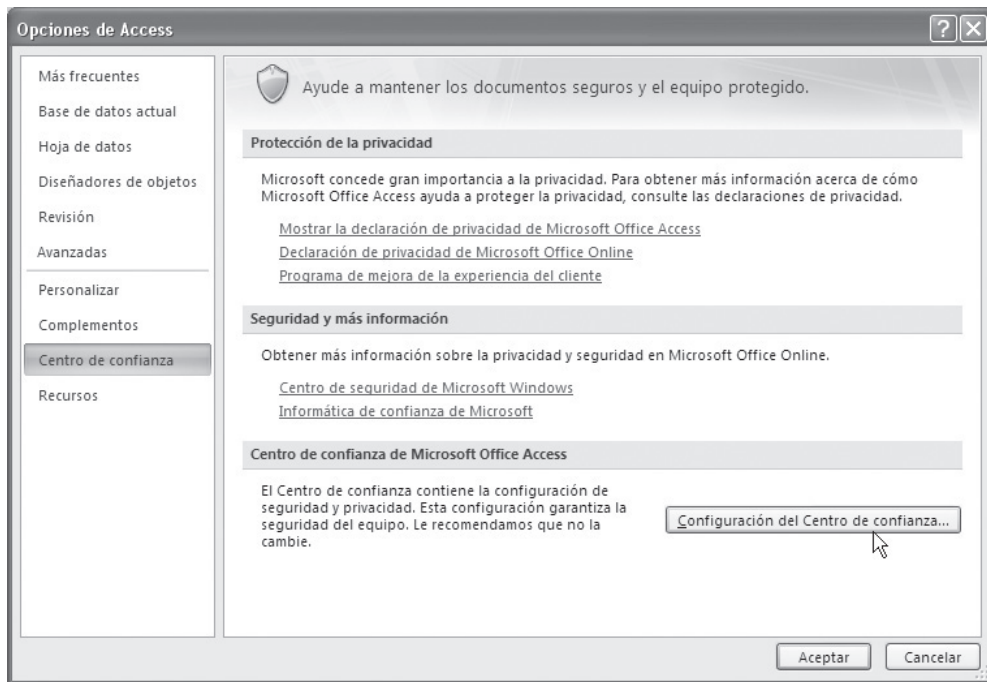 Opciones de Access
Más frecuentes
Base de datos actual
Hoja de datos
Diseñadores de objetos
Revisión
Avanzadas
Personalizar
Complementos
Centro de confianza
Recursos
Ayude a mantener los documentos seguros y el equipo protegido.
Protección de la privacidad
Microsoft concede gran importancia a la privacidad. Para obtener más información acerca de cómo
Microsoft Office Access ayuda a proteger la privacidad, consulte las declaraciones de privacidad.
Mostrar la declaración de privacidad de Microsoft Office Access
Declaración de privacidad de Microsoft Office Online
Programa de mejora de la experiencia del cliente
Seguridad y más información
Obtener más información sobre la privacidad y seguridad en Microsoft Office Online.
Centro de seguridad de Microsoft Windows
Informática de confianza de Microsoft
Centro de confianza de Microsoft Office Access
El Centro de confianza contiene la configuración de
seguridad y privacidad. Esta configuración garantiza la
seguridad del equipo. Le recomendamos que no la
cambie.
Configuración del Centro de confianza...
Aceptar
Cancelar